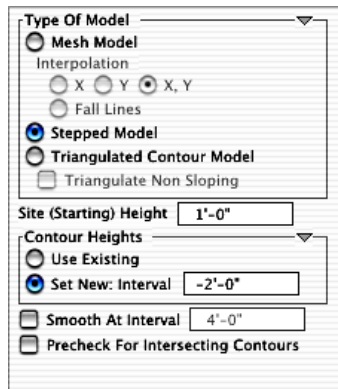 Type Of Model
Mesh Model
Interpolation
X Y X, Y
Fall Lines
Stepped Model
Triangulated Contour Model
Triangulate Non Sloping
Site (Starting) Height 1'-0"
Contour Heights
Use Existing
Set New: Interval -2'-0"
Smooth At Interval 4'-0"
Precheck For Intersecting Contours